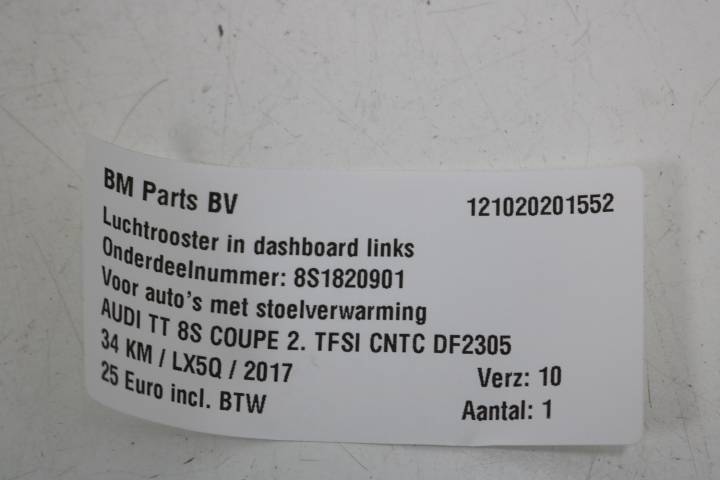 BM Parts BV
121020201552
Luchtrooster in dashboard links
Onderdeelnummer: 8S1820901
Voor auto's met stoelverwarming
AUDI TT 8S COUPE 2. TFSI CNTC DF2305
34 KM / LX5Q / 2017
Verz: 10
25 Euro incl. BTW
Aantal: 1